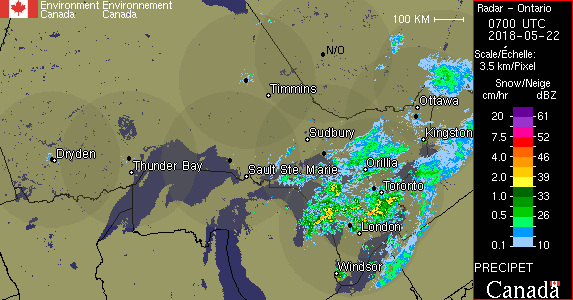 Environment Environnement
Canada Canada
100 KM
N/O
Timmins
Ottawa
Sudbury
Kingston
Dryden
Thunder Bay
Sault Ste. Marie
Orillia
Toronto
London
Windsor
Radar - Ontario
0700 UTC
2018-05-22
Scale/Échelle:
3.5 km/Pixel
Snow/Neige
cm/hr dBZ
20 61
7.5 52
4.0 46
2.0 39
1.0 33
0.5 26
0.1 10
PRECIPET
Canada